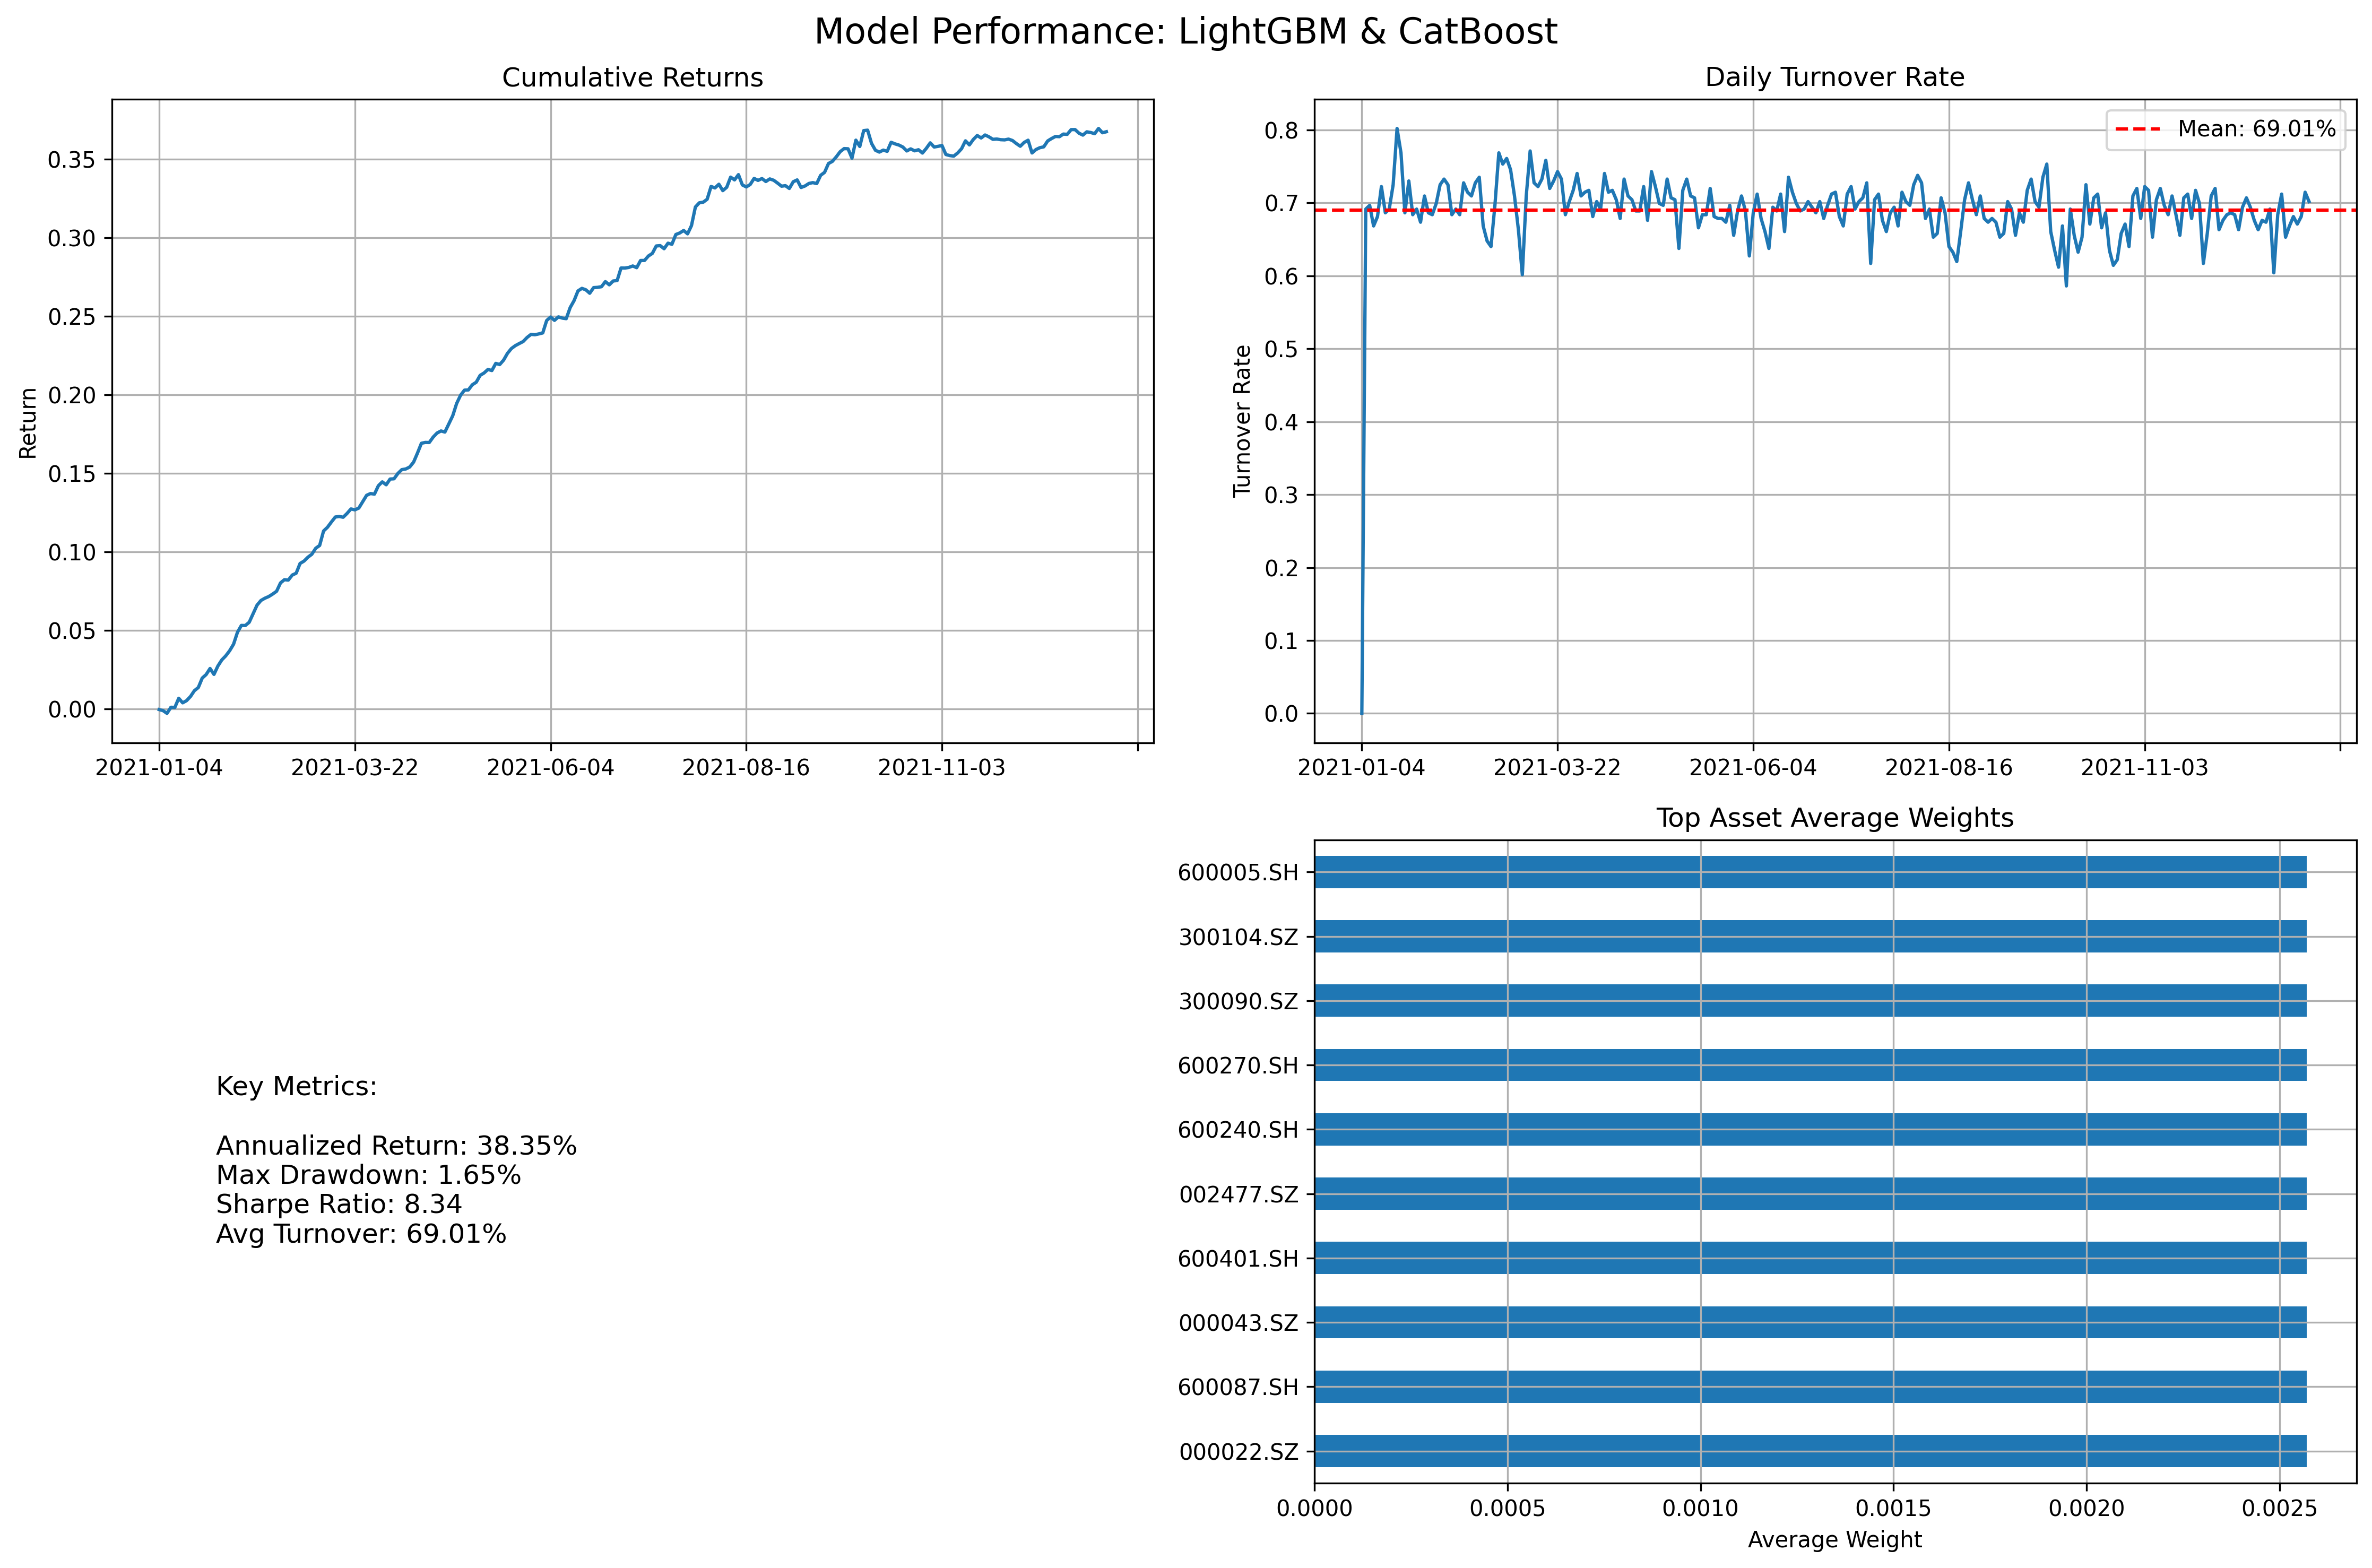 Model Performance: LightGBM & CatBoost
Cumulative Returns
Return
0.35
0.30
0.25
0.20
0.15
0.10
0.05
0.00
2021-01-04 2021-03-22 2021-06-04 2021-08-16 2021-11-03
Daily Turnover Rate
Turnover Rate
Mean: 69.01%
0.8
0.7
0.6
0.5
0.4
0.3
0.2
0.1
0.0
2021-01-04 2021-03-22 2021-06-04 2021-08-16 2021-11-03
Key Metrics:
Annualized Return: 38.35%
Max Drawdown: 1.65%
Sharpe Ratio: 8.34
Avg Turnover: 69.01%
Top Asset Average Weights
600005.SH
300104.SZ
300090.SZ
600270.SH
600240.SH
002477.SZ
600401.SH
000043.SZ
600087.SH
000022.SZ
0.0000 0.0005 0.0010 0.0015 0.0020 0.0025
Average Weight